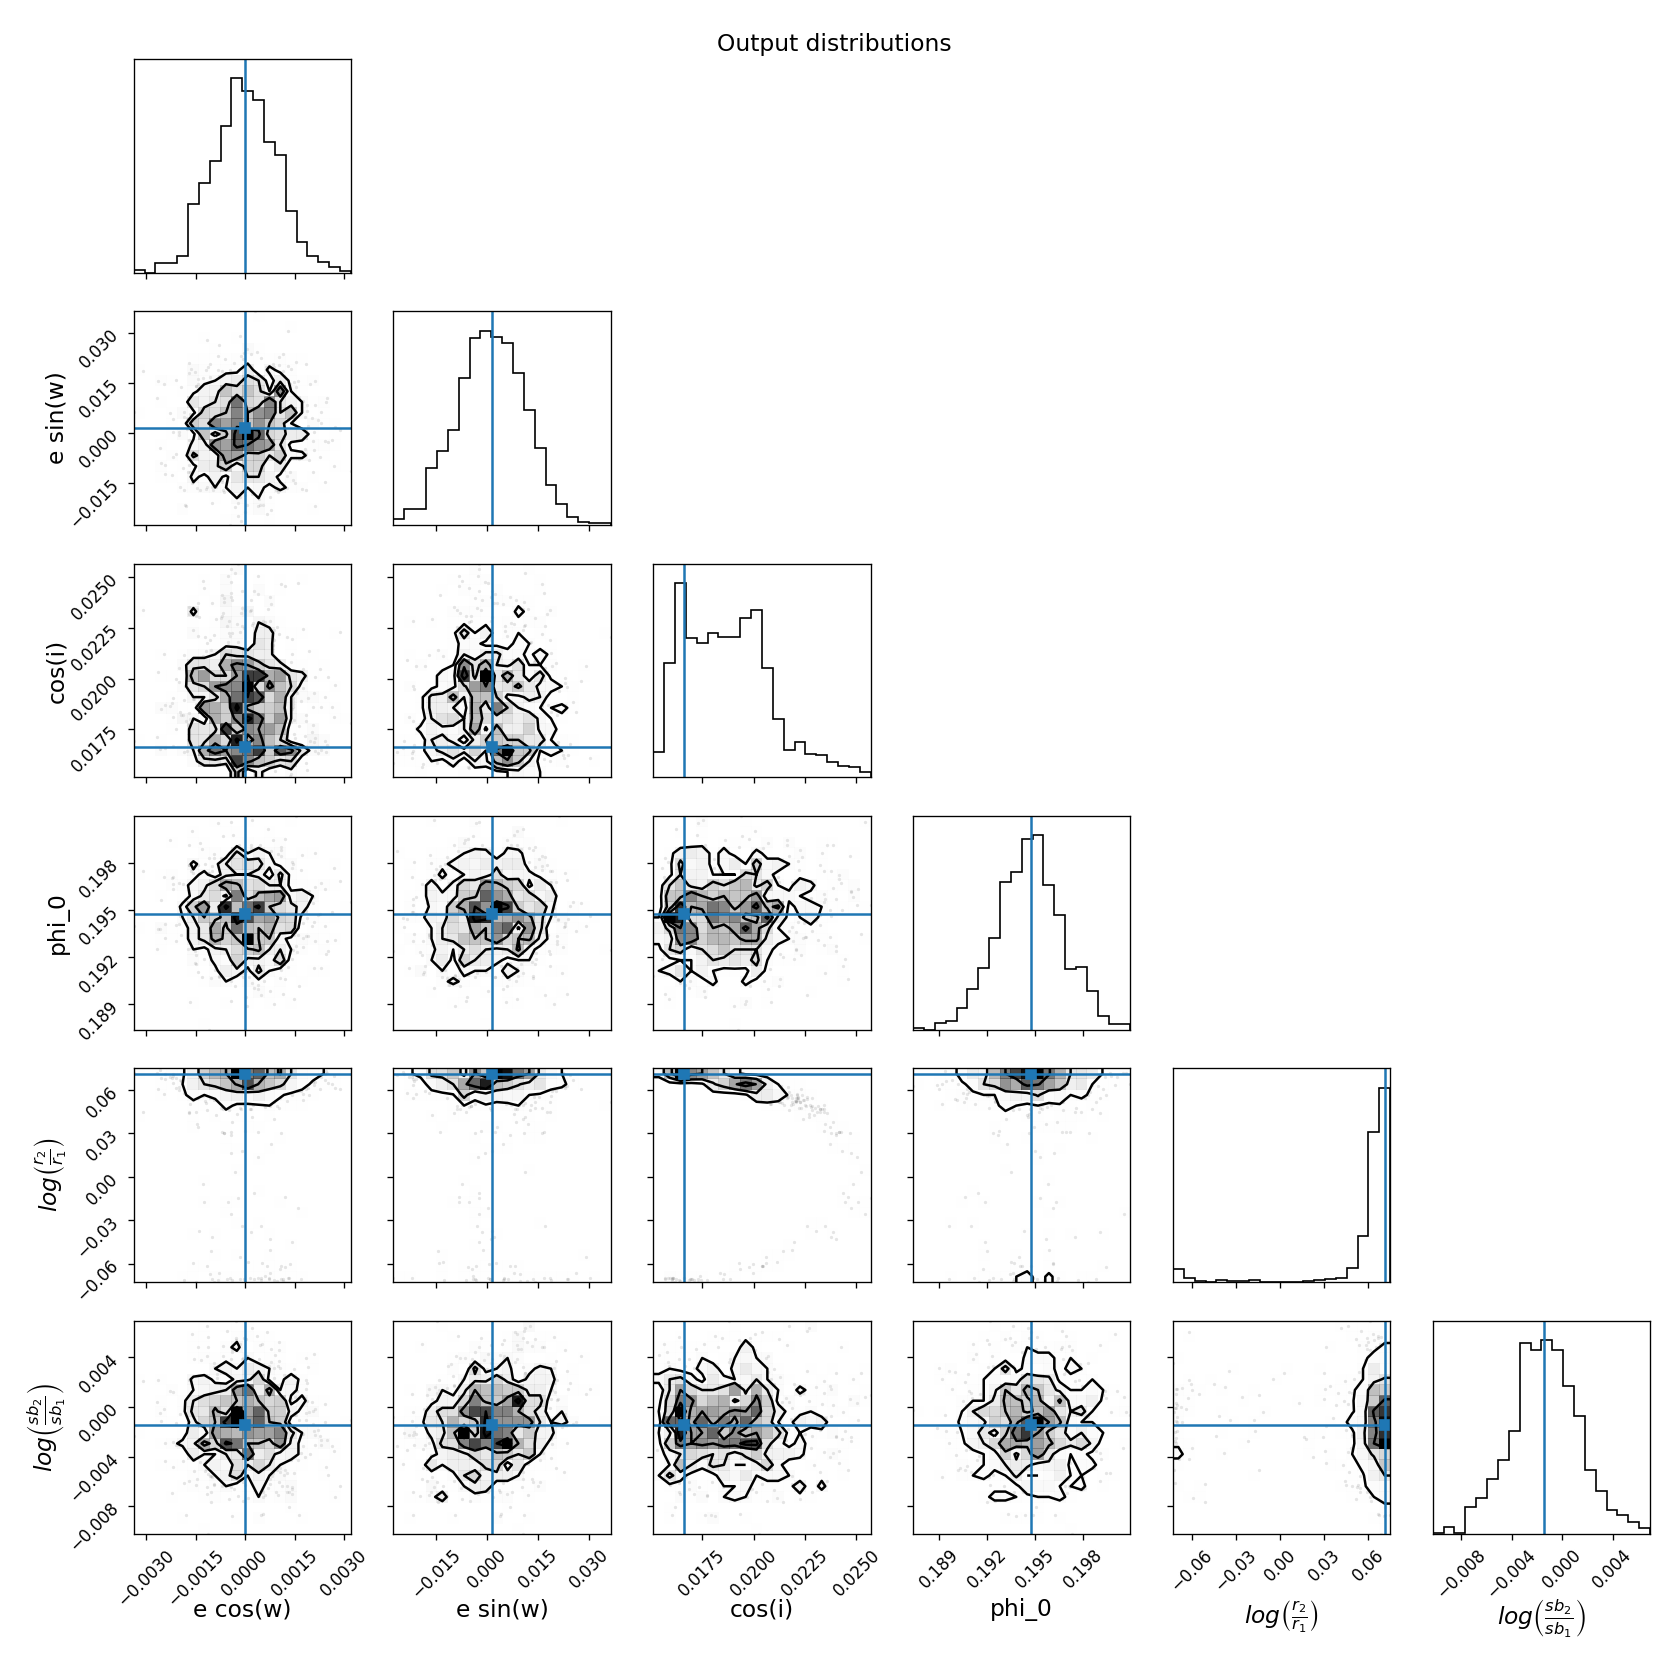 Output distributions
0.030
0.015
0.000
−0.015
e sin(w)
0.0250
0.0225
0.0200
0.0175
cos(i)
0.198
0.195
0.192
0.189
phi_0
0.06
0.03
0.00
−0.03
−0.06
log(r₂/r₁)
0.004
0.000
−0.004
−0.008
log(sb₂/sb₁)
−0.0030 −0.0015 0.0000 0.0015 0.0030
e cos(w)
−0.015 0.000 0.015 0.030
e sin(w)
0.0175 0.0200 0.0225 0.0250
cos(i)
0.189 0.192 0.195 0.198
phi_0
−0.06 −0.03 0.00 0.03 0.06
log(r₂/r₁)
−0.008 −0.004 0.000 0.004
log(sb₂/sb₁)